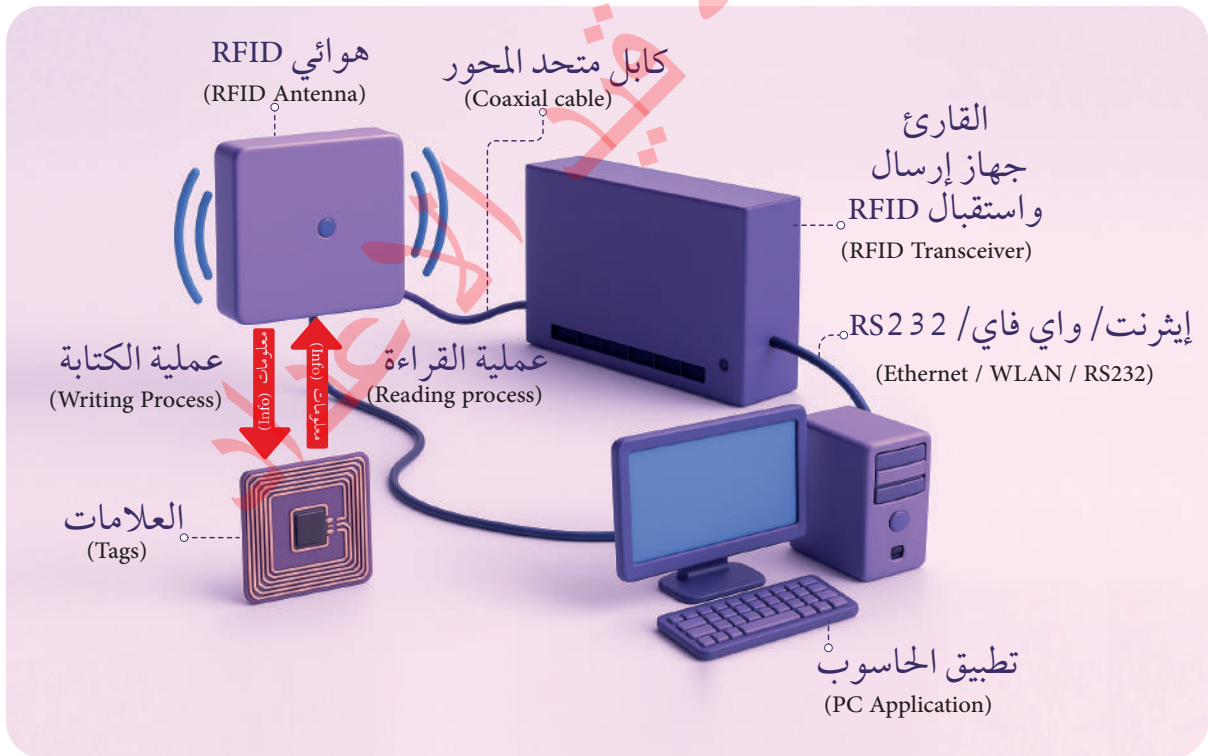 هوائي RFID
(RFID Antenna)
كابل متحد المحور
(Coaxial cable)
القارئ
جهاز إرسال
واستقبال RFID
(RFID Transceiver)
إيثرنت/ واي فاي/ RS232
(Ethernet / WLAN / RS232)
عملية الكتابة
(Writing Process)
معلومات (Info)
معلومات (Info)
عملية القراءة
(Reading process)
العلامات
(Tags)
تطبيق الحاسوب
(PC Application)
قيد الإعداد